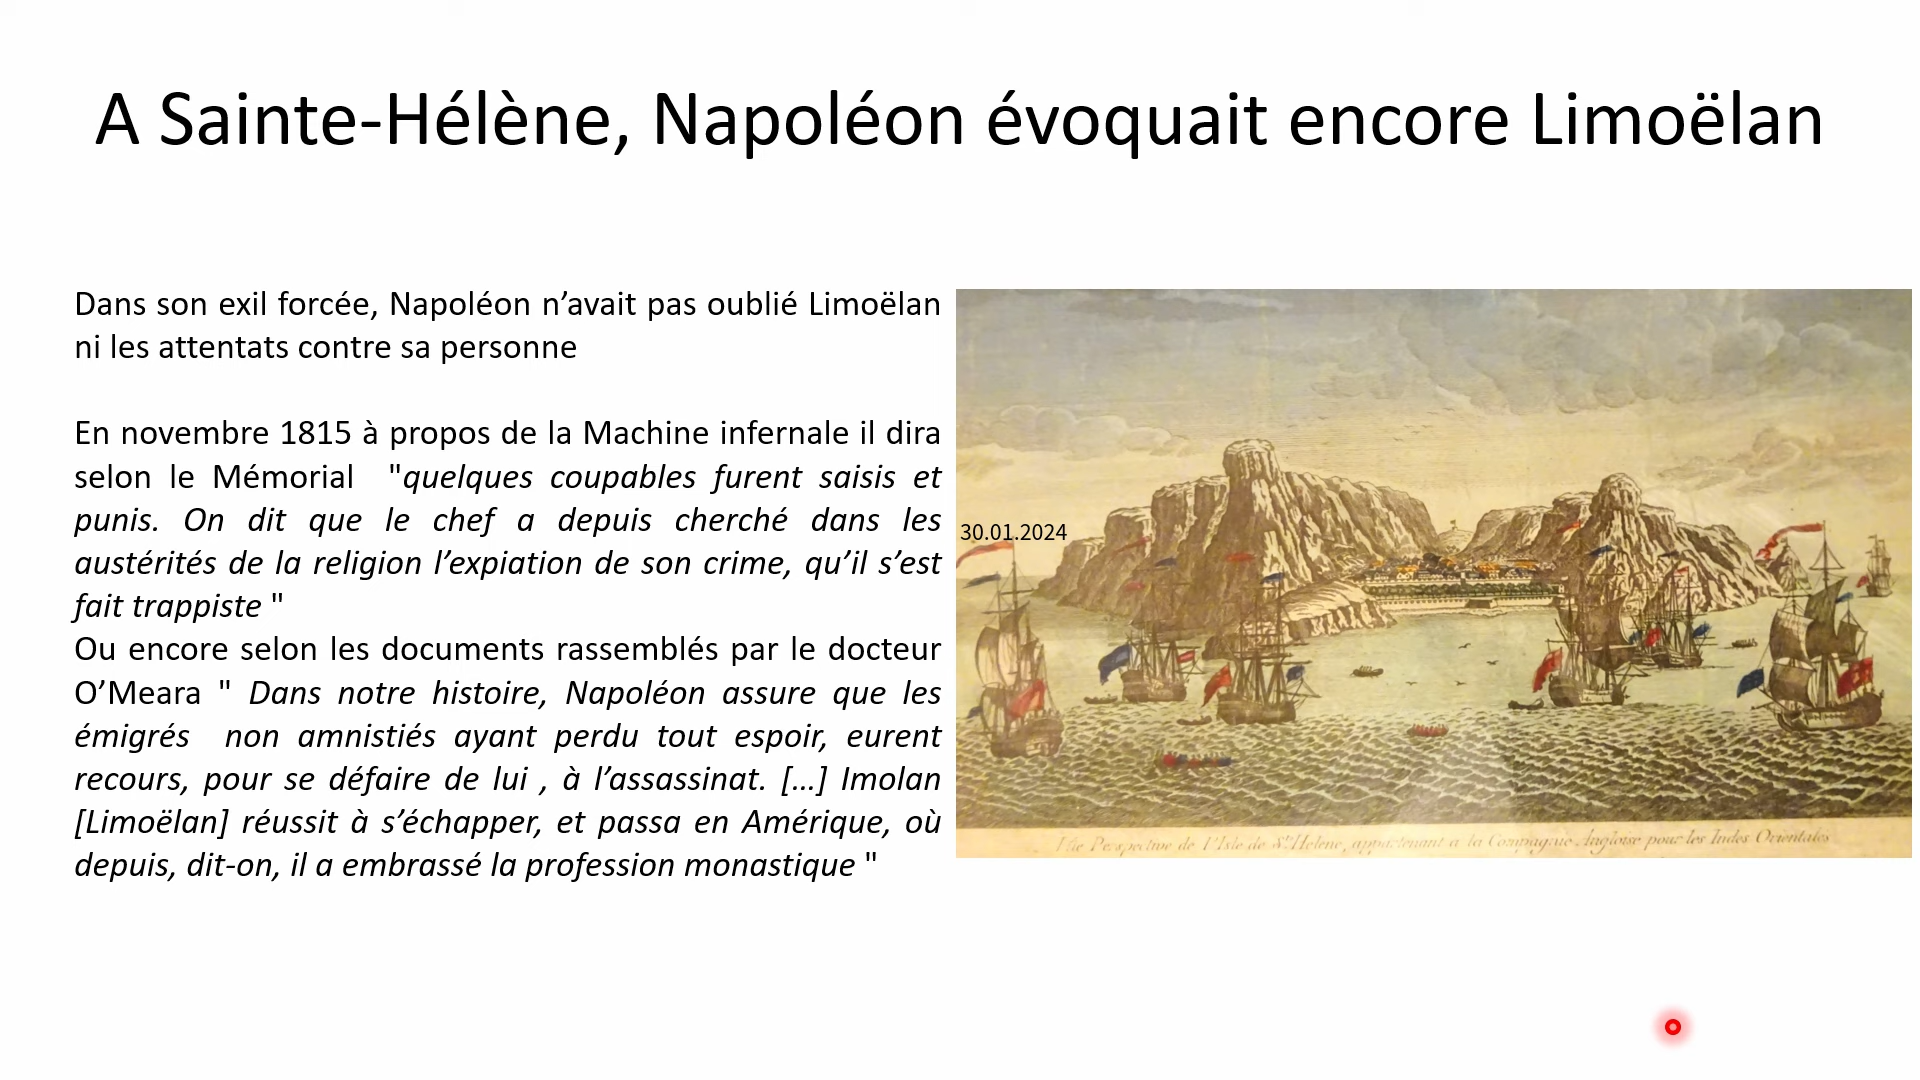 A Sainte-Hélène, Napoléon évoquait encore Limoëlan
Dans son exil forcée, Napoléon n’avait pas oublié Limoëlan
ni les attentats contre sa personne
En novembre 1815 à propos de la Machine infernale il dira
selon le Mémorial "quelques coupables furent saisis et
punis. On dit que le chef a depuis cherché dans les
austérités de la religion l’expiation de son crime, qu’il s’est
fait trappiste "
Ou encore selon les documents rassemblés par le docteur
O’Meara " Dans notre histoire, Napoléon assure que les
émigrés non amnistiés ayant perdu tout espoir, eurent
recours, pour se défaire de lui , à l’assassinat. […] Imolan
[Limoëlan] réussit à s’échapper, et passa en Amérique, où
depuis, dit-on, il a embrassé la profession monastique "
30.01.2024
Perspective de l'Isle de Ste Helene, appartenant a la Compagnie Angloise pour les Indes Orientales